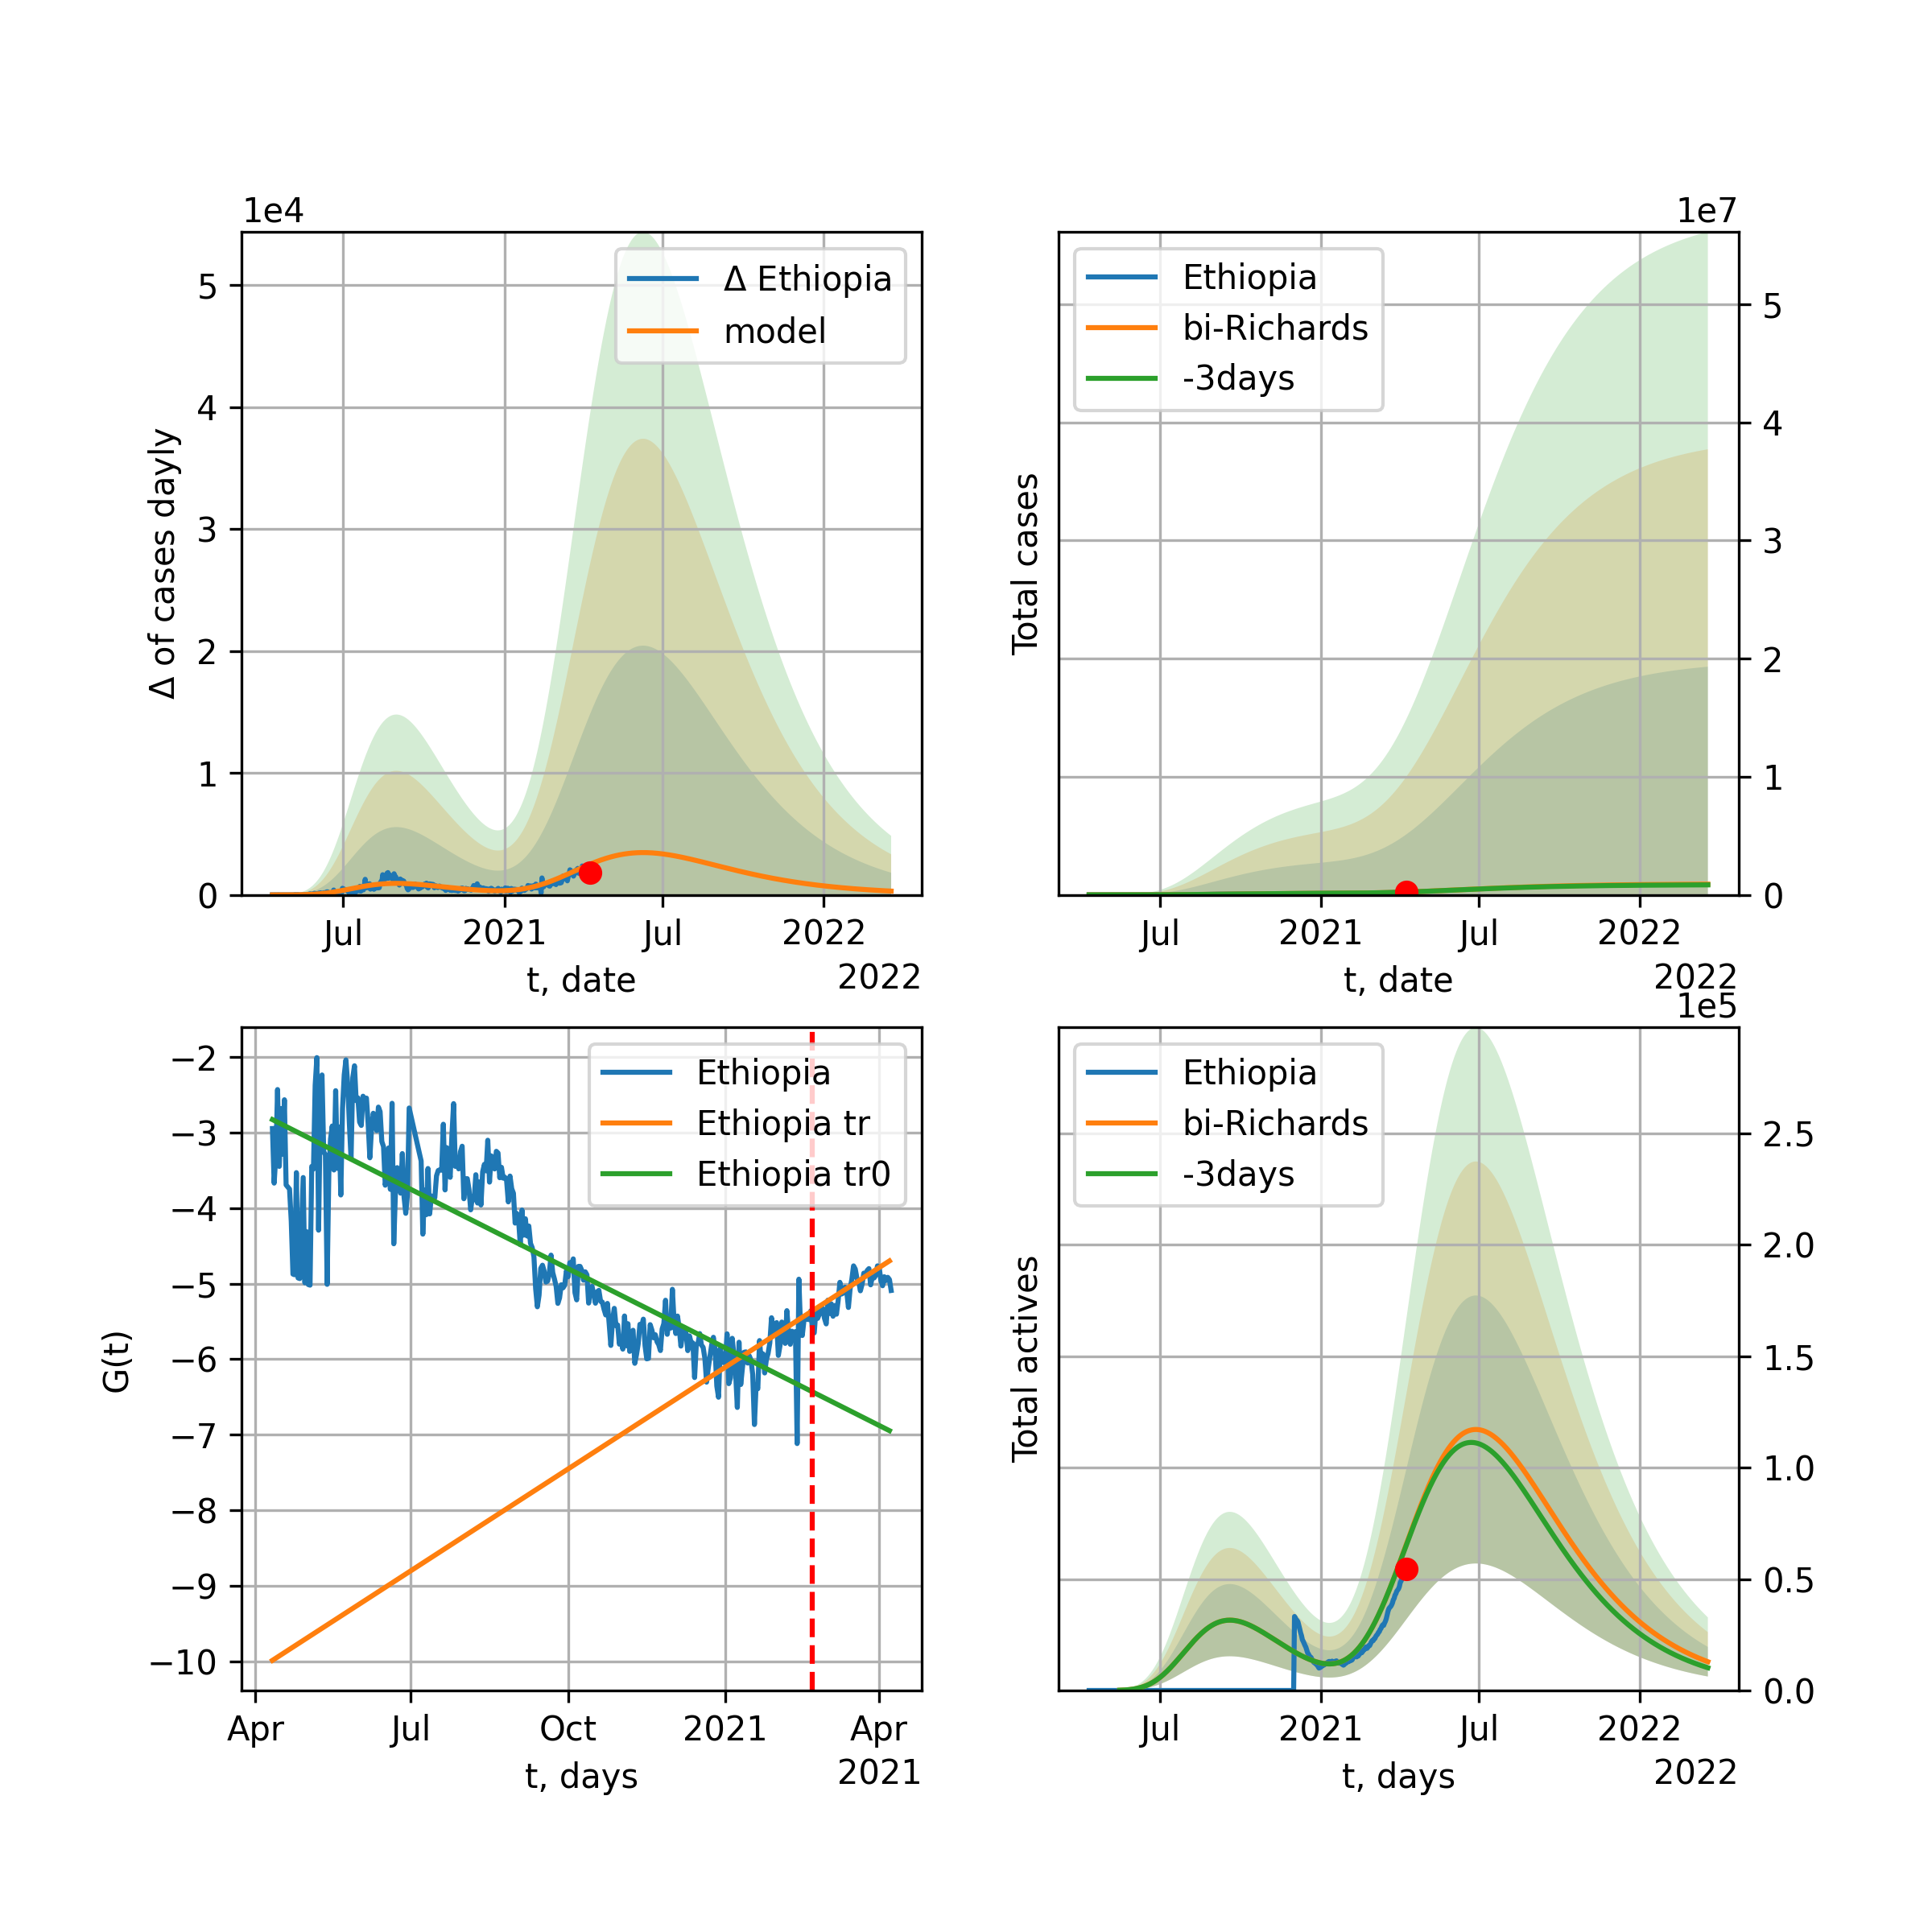 1e4
5
4
3
2
1
0
Δ of cases dayly
Δ Ethiopia
model
Jul
2021
Jul
2022
t, date
2022
1e7
Total cases
Ethiopia
bi-Richards
-3days
5
4
3
2
1
0
Jul
2021
Jul
2022
t, date
2022
−2
−3
−4
−5
−6
−7
−8
−9
−10
G(t)
Ethiopia
Ethiopia tr
Ethiopia tr0
Apr
Jul
Oct
2021
Apr
t, days
2021
1e5
Total actives
Ethiopia
bi-Richards
-3days
2.5
2.0
1.5
1.0
0.5
0.0
Jul
2021
Jul
2022
t, days
2022